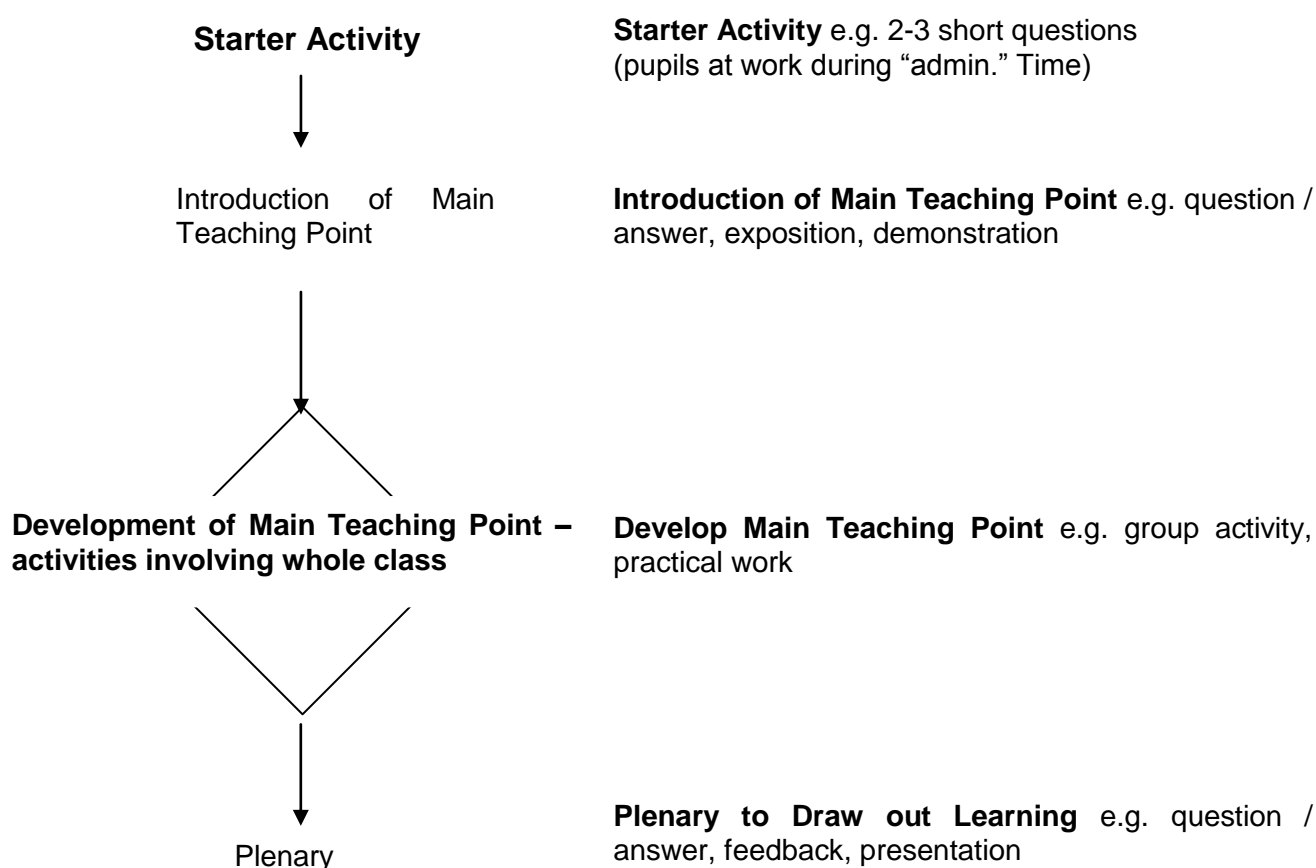 Starter Activity
Starter Activity e.g. 2-3 short questions
(pupils at work during “admin.” Time)
Introduction of Main
Teaching Point
Introduction of Main Teaching Point e.g. question /
answer, exposition, demonstration
Development of Main Teaching Point –
activities involving whole class
Develop Main Teaching Point e.g. group activity,
practical work
Plenary
Plenary to Draw out Learning e.g. question /
answer, feedback, presentation